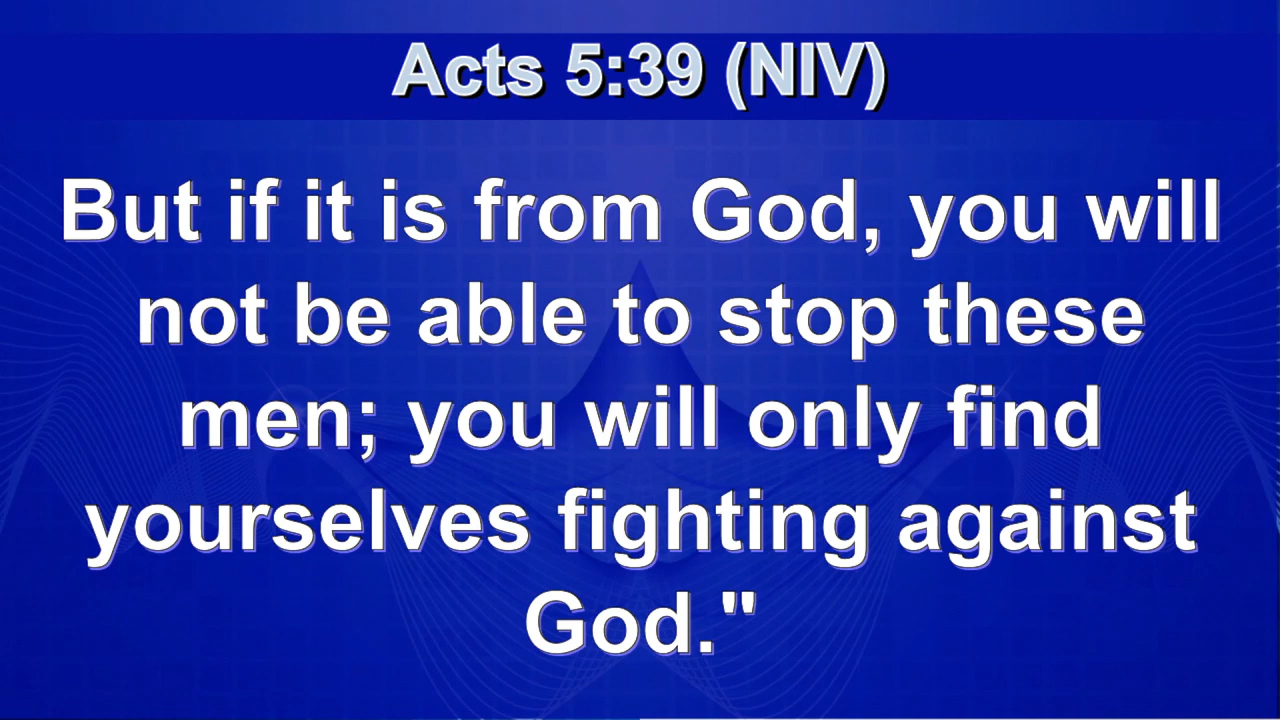 Acts 5:39 (NIV)
But if it is from God, you will
not be able to stop these
men; you will only find
yourselves fighting against
God."